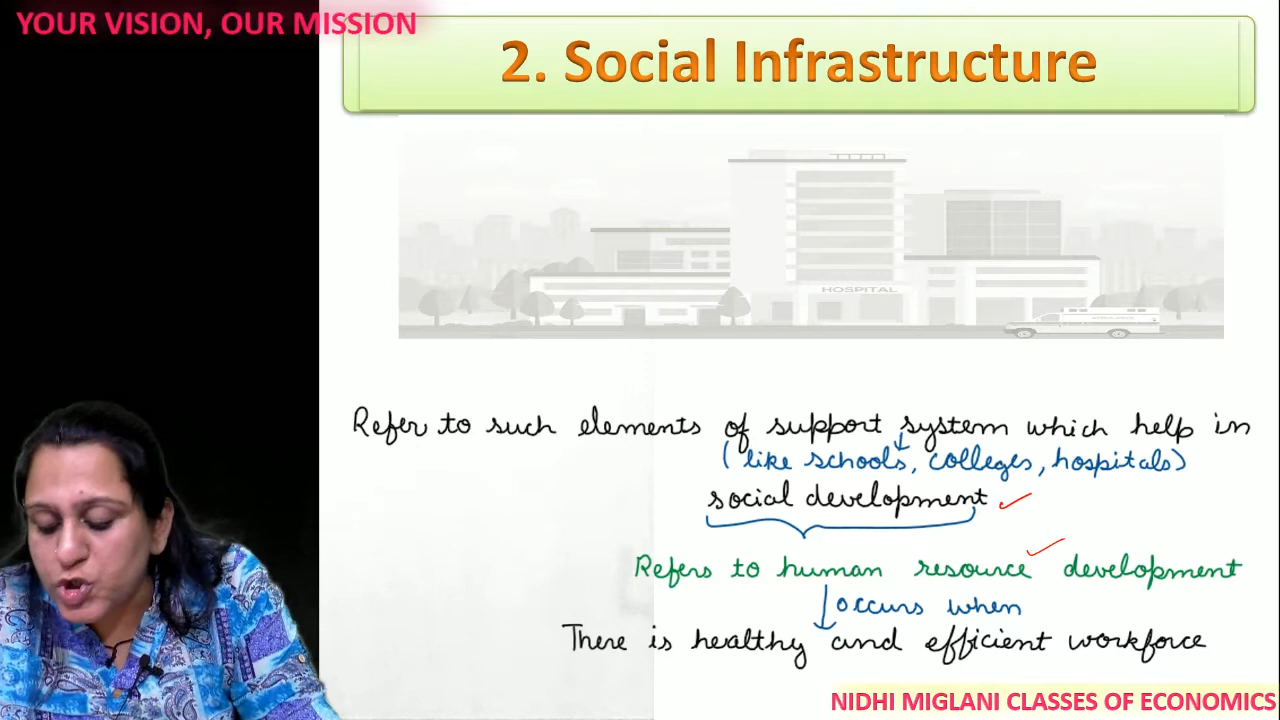 YOUR VISION, OUR MISSION
2. Social Infrastructure
HOSPITAL
Refer to such elements of support system which help in
(like schools, colleges, hospitals)
social development
Refers to human resource development
occurs when
There is healthy and efficient workforce
NIDHI MIGLANI CLASSES OF ECONOMICS